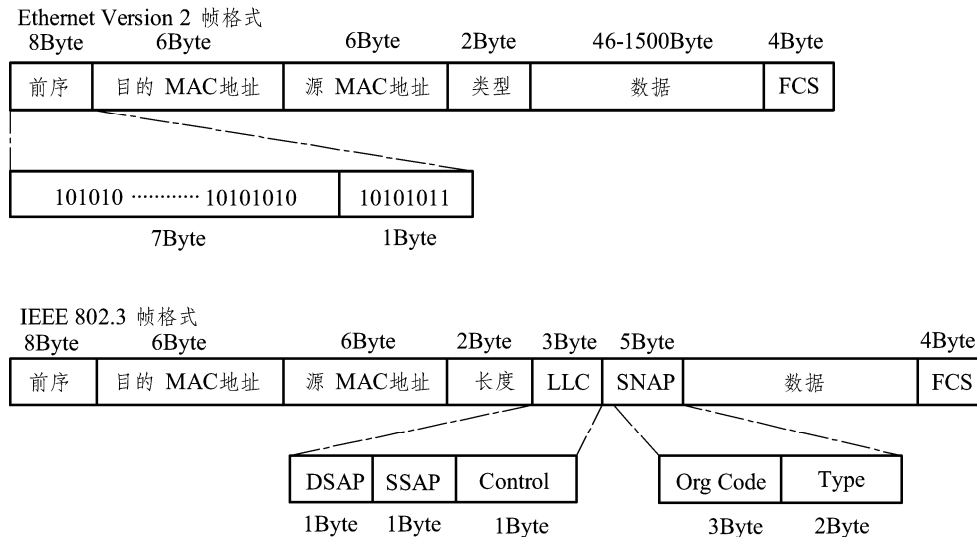 Ethernet Version 2 帧格式
8Byte 6Byte 6Byte 2Byte 46-1500Byte 4Byte
前序 目的 MAC地址 源 MAC地址 类型 数据 FCS
101010 ············ 10101010 10101011
7Byte 1Byte
IEEE 802.3 帧格式
8Byte 6Byte 6Byte 2Byte 3Byte 5Byte 4Byte
前序 目的 MAC地址 源 MAC地址 长度 LLC SNAP 数据 FCS
DSAP SSAP Control Org Code Type
1Byte 1Byte 1Byte 3Byte 2Byte